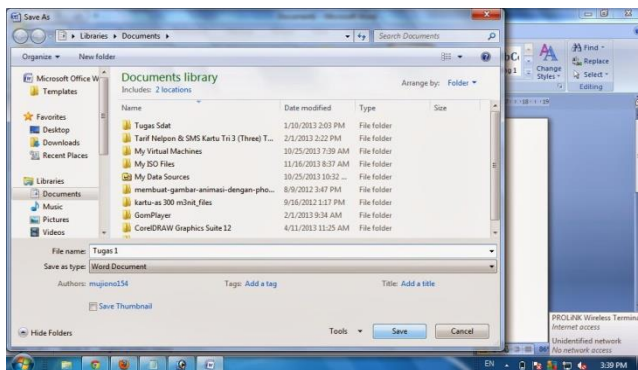 Save As
Libraries ▸ Documents ▸
Search Documents
Organize ▾ New folder
Microsoft Office W
Templates
Favorites
Desktop
Downloads
Recent Places
Libraries
Documents
Music
Pictures
Videos
Documents library
Includes: 2 locations
Arrange by: Folder ▾
Name Date modified Type Size
Tugas Sdat 1/10/2013 2:03 PM File folder
Tarif Nelpon & SMS Kartu Tri 3 (Three) T... 2/1/2013 2:22 PM File folder
My Virtual Machines 10/25/2013 7:39 AM File folder
My ISO Files 11/16/2013 8:37 AM File folder
My Data Sources 10/25/2013 10:32 ... File folder
membuat-gambar-animasi-dengan-pho... 8/9/2012 3:47 PM File folder
kartu-as 300 m3nit_files 9/16/2012 1:17 PM File folder
GomPlayer 2/1/2013 9:34 AM File folder
CorelDRAW Graphics Suite 12 4/11/2013 11:25 AM File folder
File name: Tugas 1
Save as type: Word Document
Authors: mujiono154 Tags: Add a tag Title: Add a title
Save Thumbnail
Hide Folders
Tools ▾ Save Cancel
Change
Styles ▾
Find ▾
Replace
Select ▾
Editing
PROLiNK Wireless Termina
Internet access
Unidentified network
No network access
EN
3:39 PM